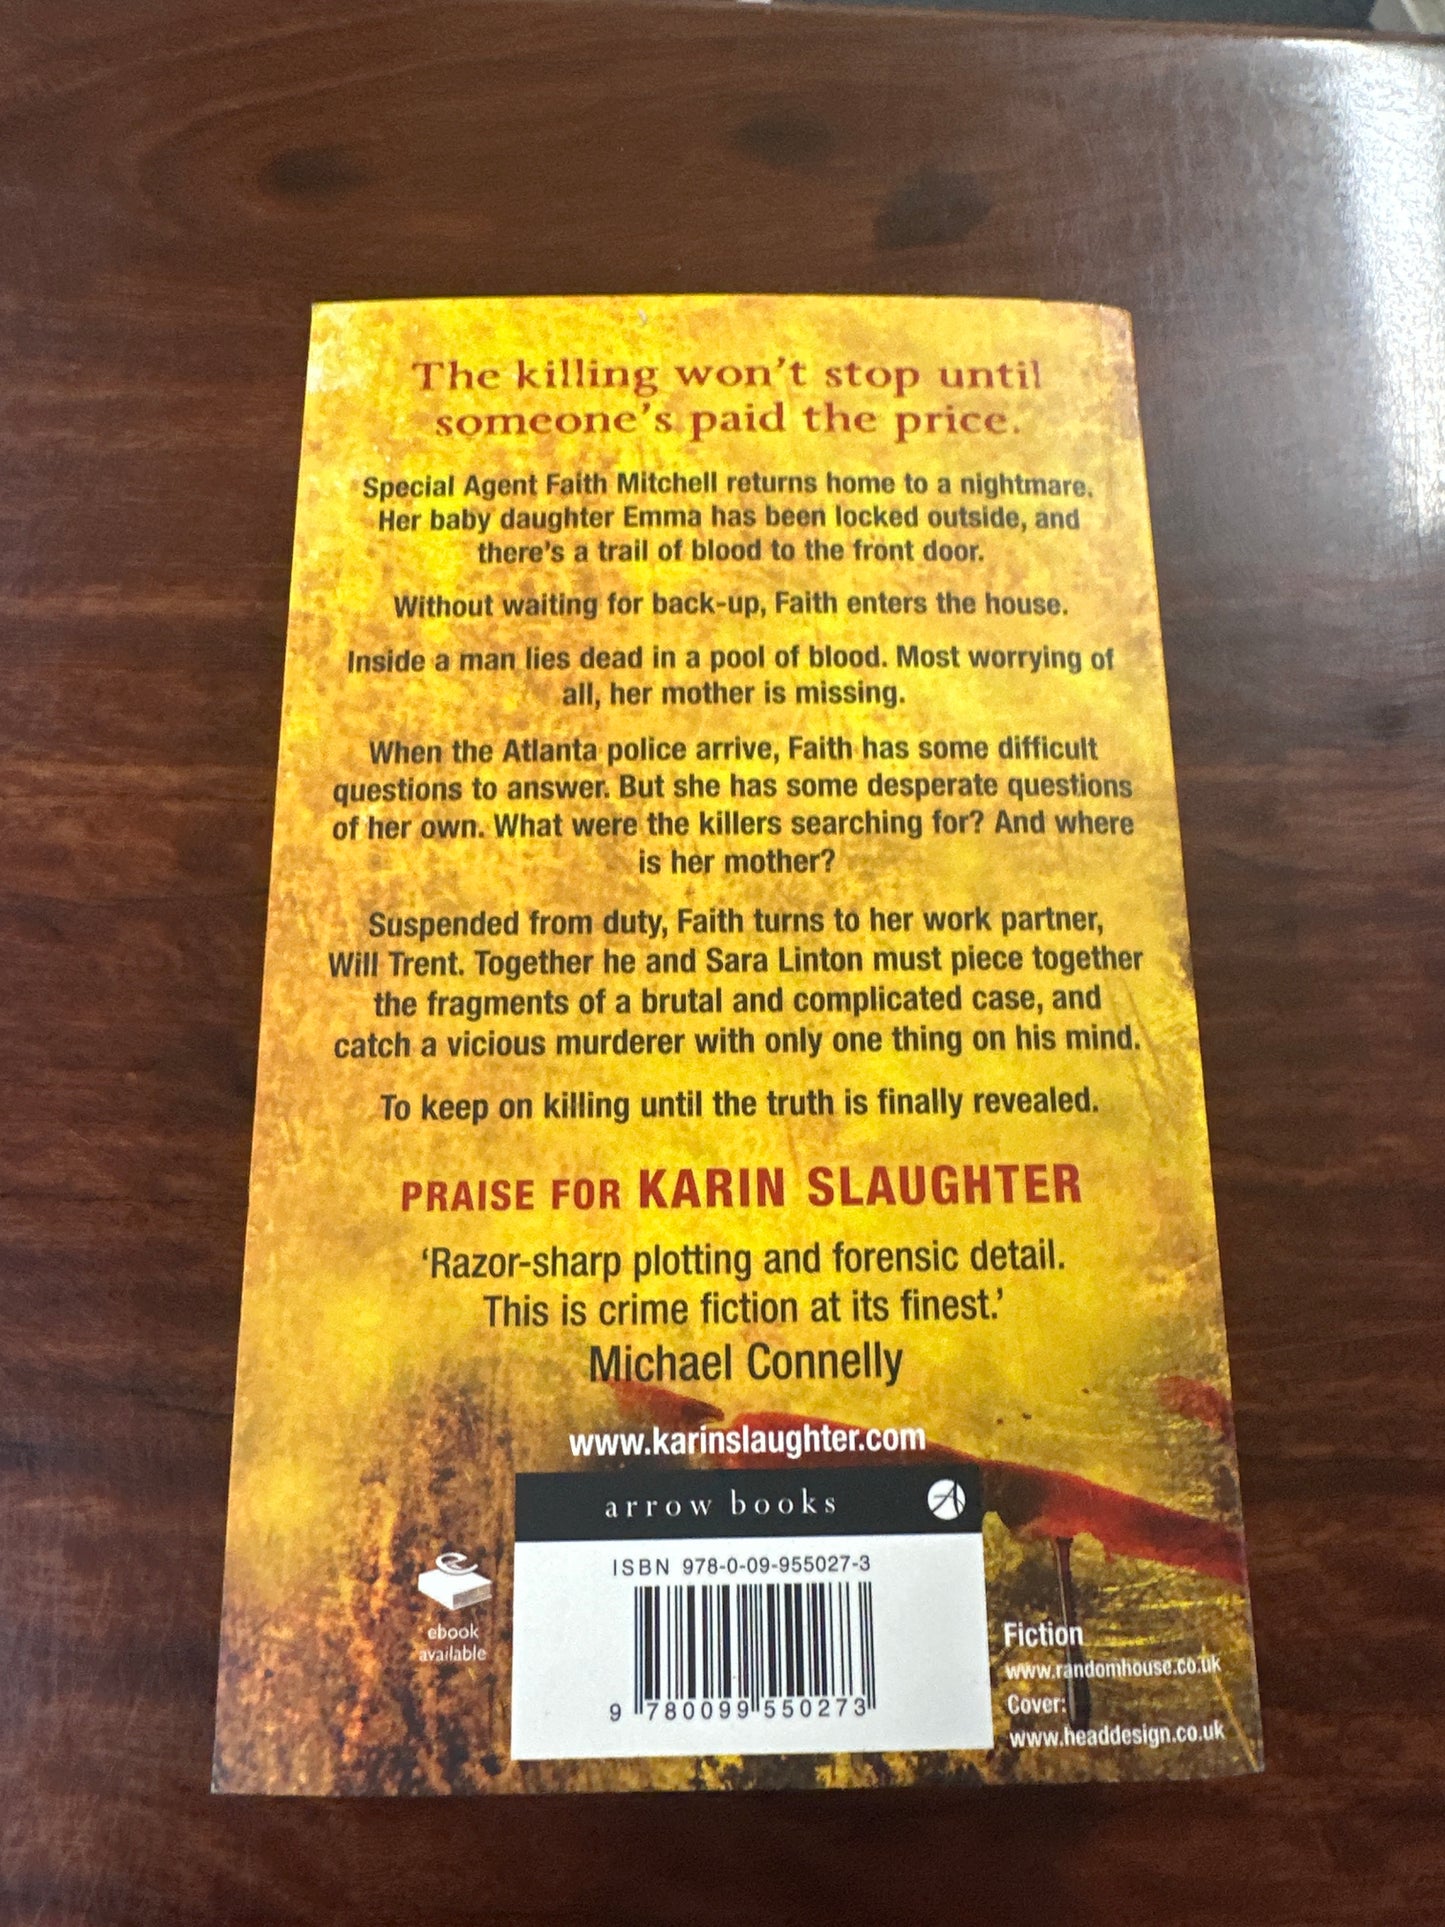 The killing won't stop until
someone's paid the price.
Special Agent Faith Mitchell returns home to a nightmare.
Her baby daughter Emma has been locked outside, and
there's a trail of blood to the front door.
Without waiting for back-up, Faith enters the house.
Inside a man lies dead in a pool of blood. Most worrying of
all, her mother is missing.
When the Atlanta police arrive, Faith has some difficult
questions to answer. But she has some desperate questions
of her own. What were the killers searching for? And where
is her mother?
Suspended from duty, Faith turns to her work partner,
Will Trent. Together he and Sara Linton must piece together
the fragments of a brutal and complicated case, and
catch a vicious murderer with only one thing on his mind.
To keep on killing until the truth is finally revealed.
PRAISE FOR KARIN SLAUGHTER
‘Razor-sharp plotting and forensic detail.
This is crime fiction at its finest.’
Michael Connelly
www.karinslaughter.com
arrow books
ISBN 978-0-09-955027-3
9 780099 550273
ebook
available
Fiction
www.randomhouse.co.uk
Cover:
www.headdesign.co.uk